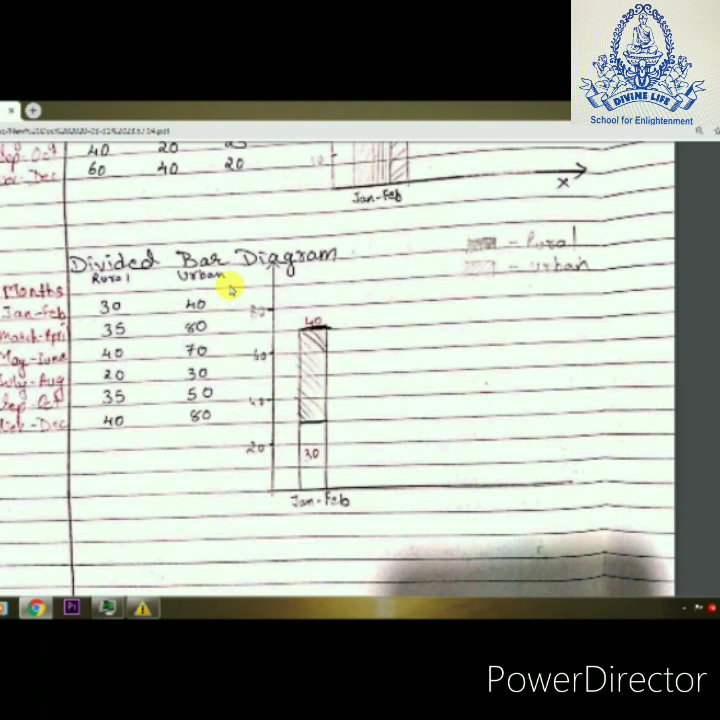 DIVINE LIFE
School for Enlightenment
40 20
Nov-Dec 60 40 20
X
Jan-Feb
Divided Bar Diagram
Rural Urban
- Rural
- Urban
Months
Jan-Feb 30 40
March-April 35 80
May-June 40 70
July-Aug 20 30
Sep-Oct 35 50
Nov-Dec 40 80
80
60
40
20
40
30
Jan-Feb
PowerDirector